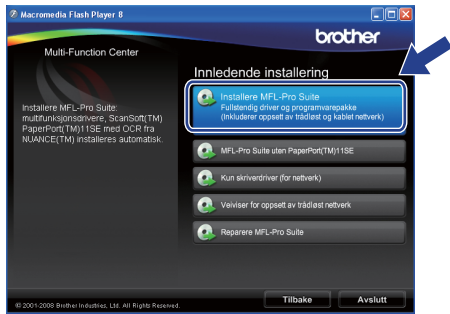 Macromedia Flash Player 8
brother
Multi-Function Center
Innledende installering
Installere MFL-Pro Suite:
multifunksjonsdrivere, ScanSoft(TM)
PaperPort(TM)11SE med OCR fra
NUANCE(TM) installeres automatisk.
Installere MFL-Pro Suite
Fullstendig driver og programvarepakke
(Inkluderer oppsett av trådløst og kablet nettverk)
MFL-Pro Suite uten PaperPort(TM)11SE
Kun skriverdriver (for nettverk)
Veiviser for oppsett av trådløst nettverk
Reparere MFL-Pro Suite
© 2001-2008 Brother Industries, Ltd. All Rights Reserved.
Tilbake
Avslutt